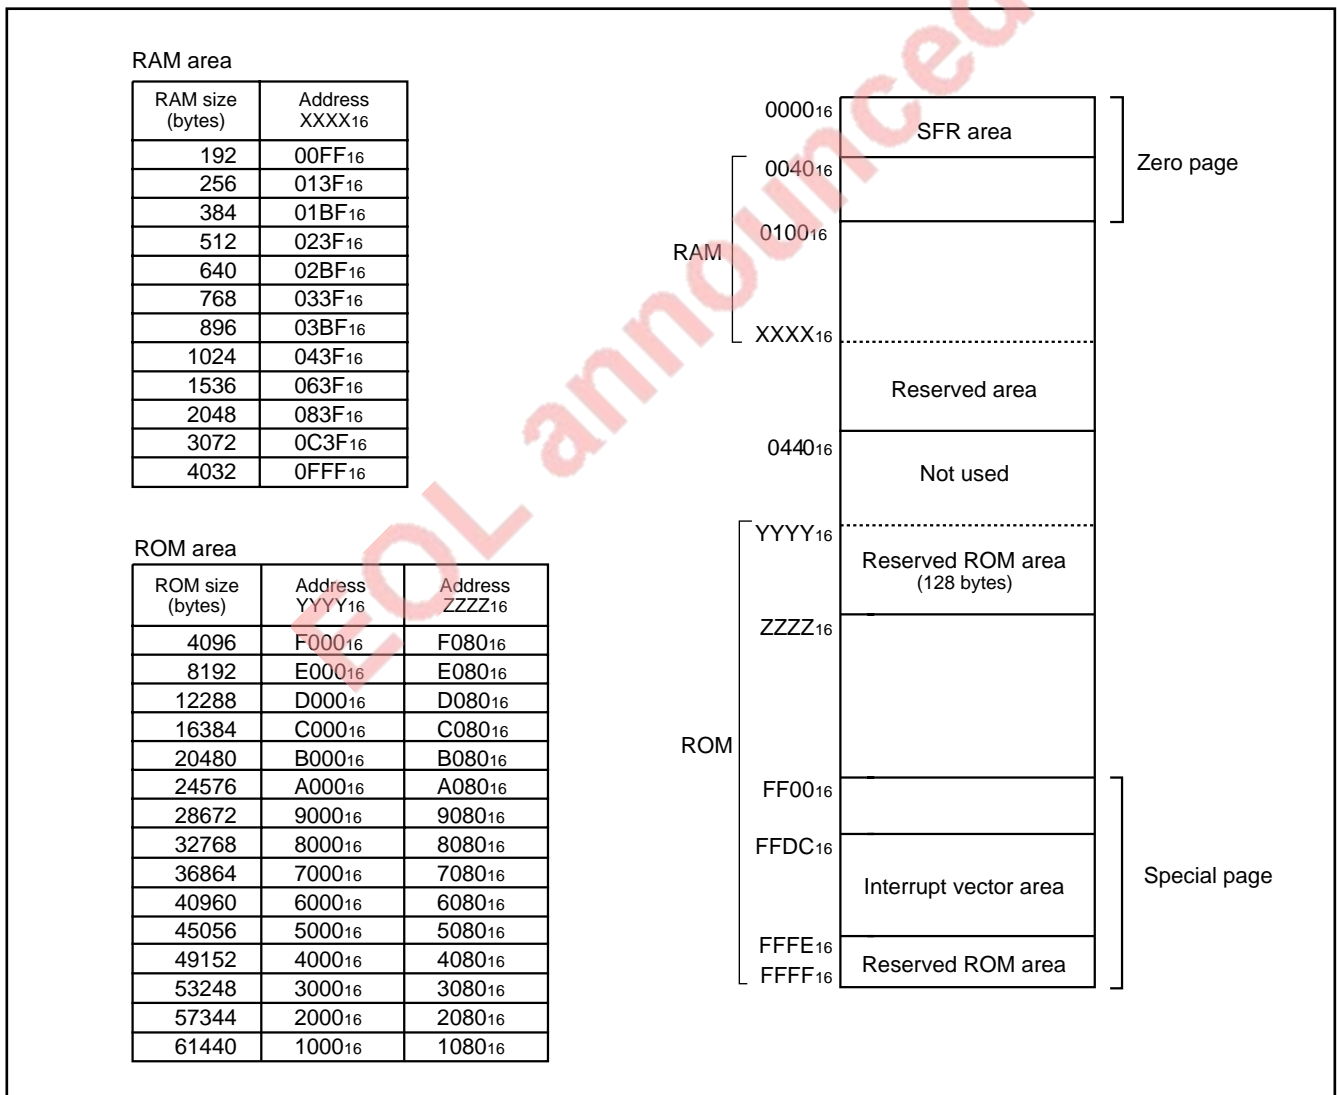 EOL announced
RAM area
RAM size (bytes) Address XXXX16
192 00FF16
256 013F16
384 01BF16
512 023F16
640 02BF16
768 033F16
896 03BF16
1024 043F16
1536 063F16
2048 083F16
3072 0C3F16
4032 0FFF16
ROM area
ROM size (bytes) Address YYYY16 Address ZZZZ16
4096 F00016 F08016
8192 E00016 E08016
12288 D00016 D08016
16384 C00016 C08016
20480 B00016 B08016
24576 A00016 A08016
28672 900016 908016
32768 800016 808016
36864 700016 708016
40960 600016 608016
45056 500016 508016
49152 400016 408016
53248 300016 308016
57344 200016 208016
61440 100016 108016
000016
SFR area
Zero page
004016
010016
RAM
XXXX16
Reserved area
044016
Not used
YYYY16
Reserved ROM area
(128 bytes)
ZZZZ16
ROM
FF0016
FFDC16
Interrupt vector area
Special page
FFFE16
FFFF16
Reserved ROM area